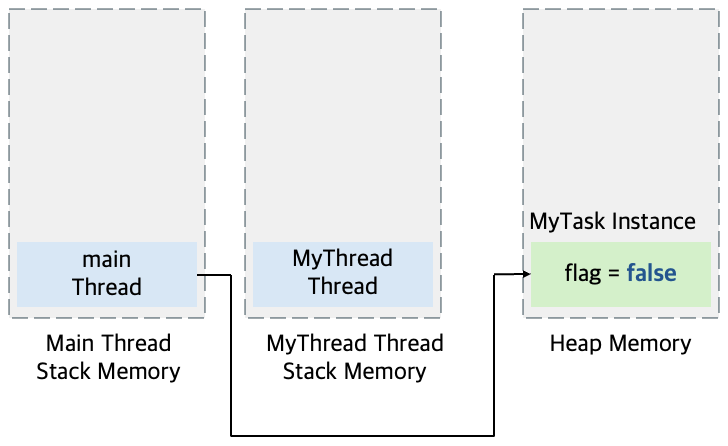 main
Thread
Main Thread
Stack Memory
MyThread
Thread
MyThread Thread
Stack Memory
MyTask Instance
flag = false
Heap Memory